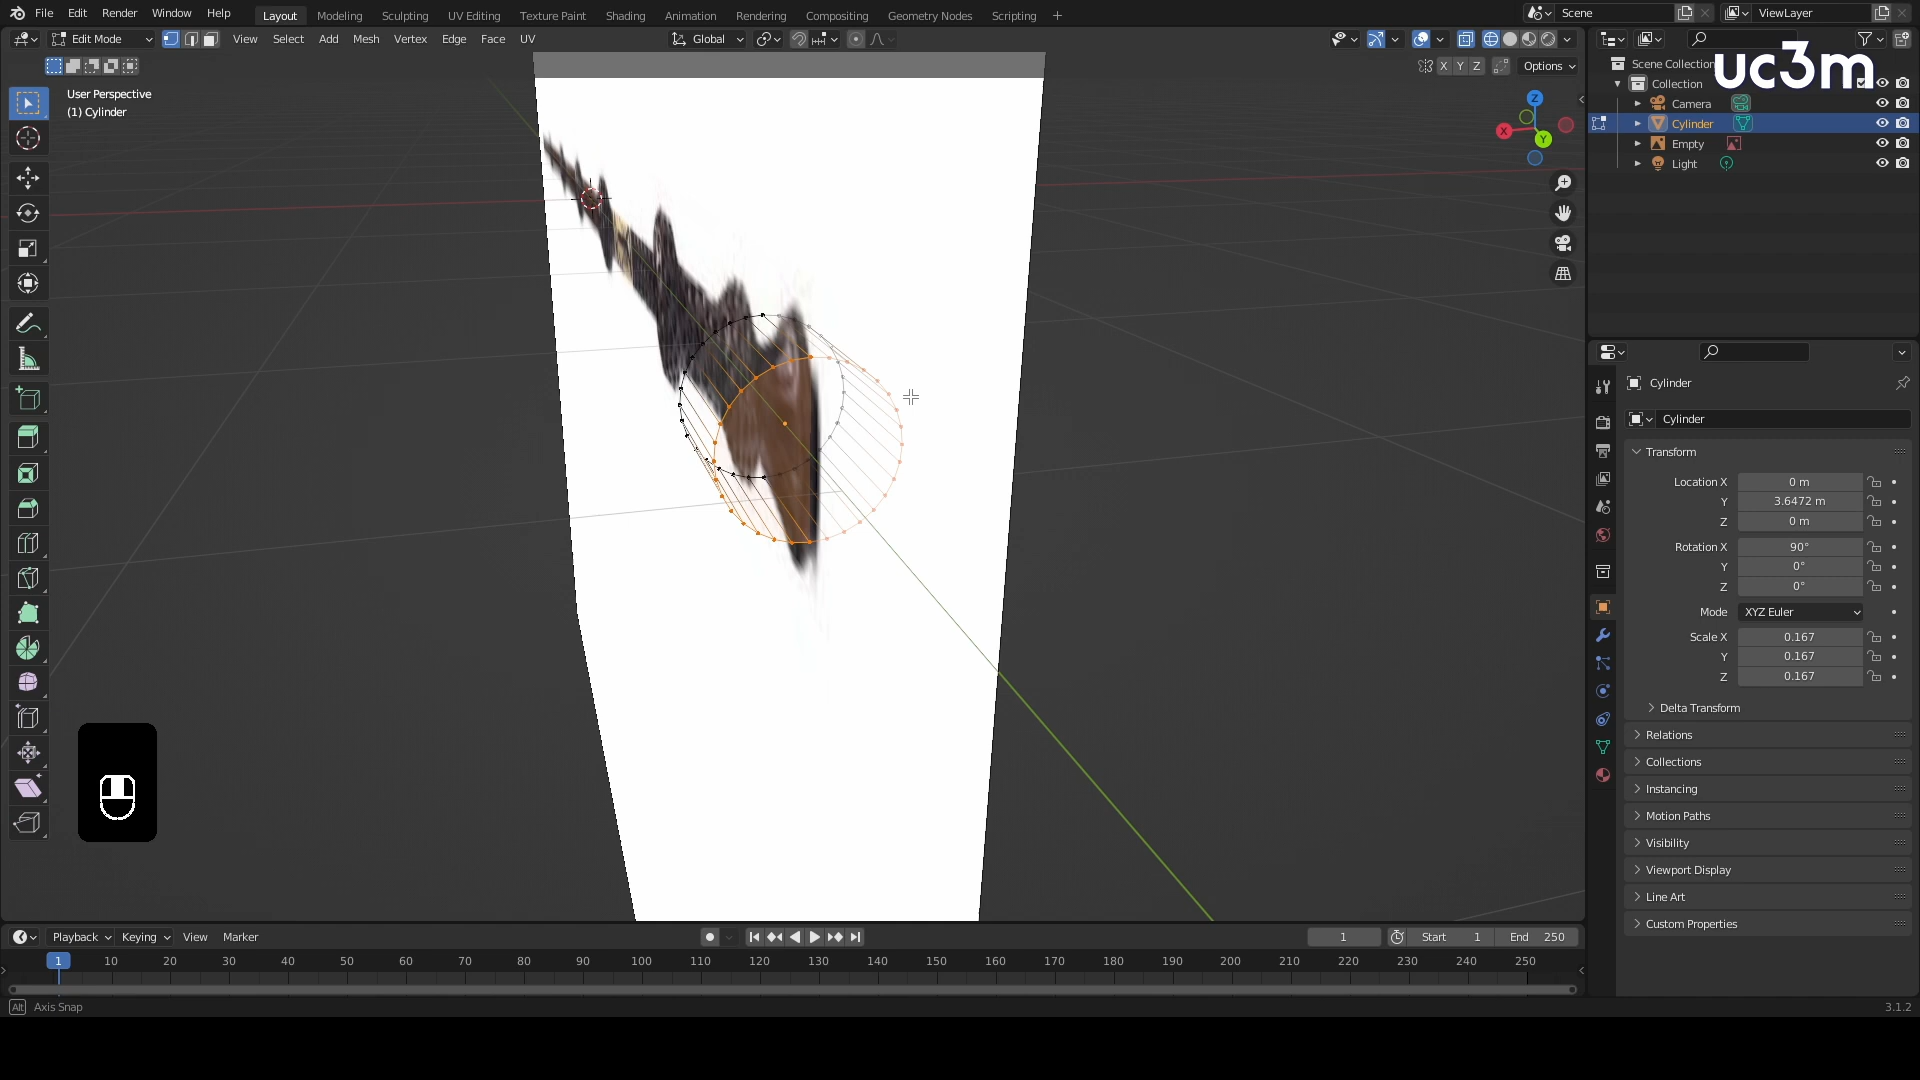 File Edit Render Window Help Layout Modeling Sculpting UV Editing Texture Paint Shading Animation Rendering Compositing Geometry Nodes Scripting + Scene ViewLayer
Edit Mode View Select Add Mesh Vertex Edge Face UV Global
X Y Z Options
User Perspective
(1) Cylinder
Z
X
Y
Scene Collection
uc3m
Collection
Camera
Cylinder
Empty
Light
Cylinder
Cylinder
Transform
Location X 0 m
Y 3.6472 m
Z 0 m
Rotation X 90°
Y 0°
Z 0°
Mode XYZ Euler
Scale X 0.167
Y 0.167
Z 0.167
Delta Transform
Relations
Collections
Instancing
Motion Paths
Visibility
Viewport Display
Line Art
Custom Properties
Playback Keying View Marker 1 Start 1 End 250
1 10 20 30 40 50 60 70 80 90 100 110 120 130 140 150 160 170 180 190 200 210 220 230 240 250
Alt Axis Snap 3.1.2